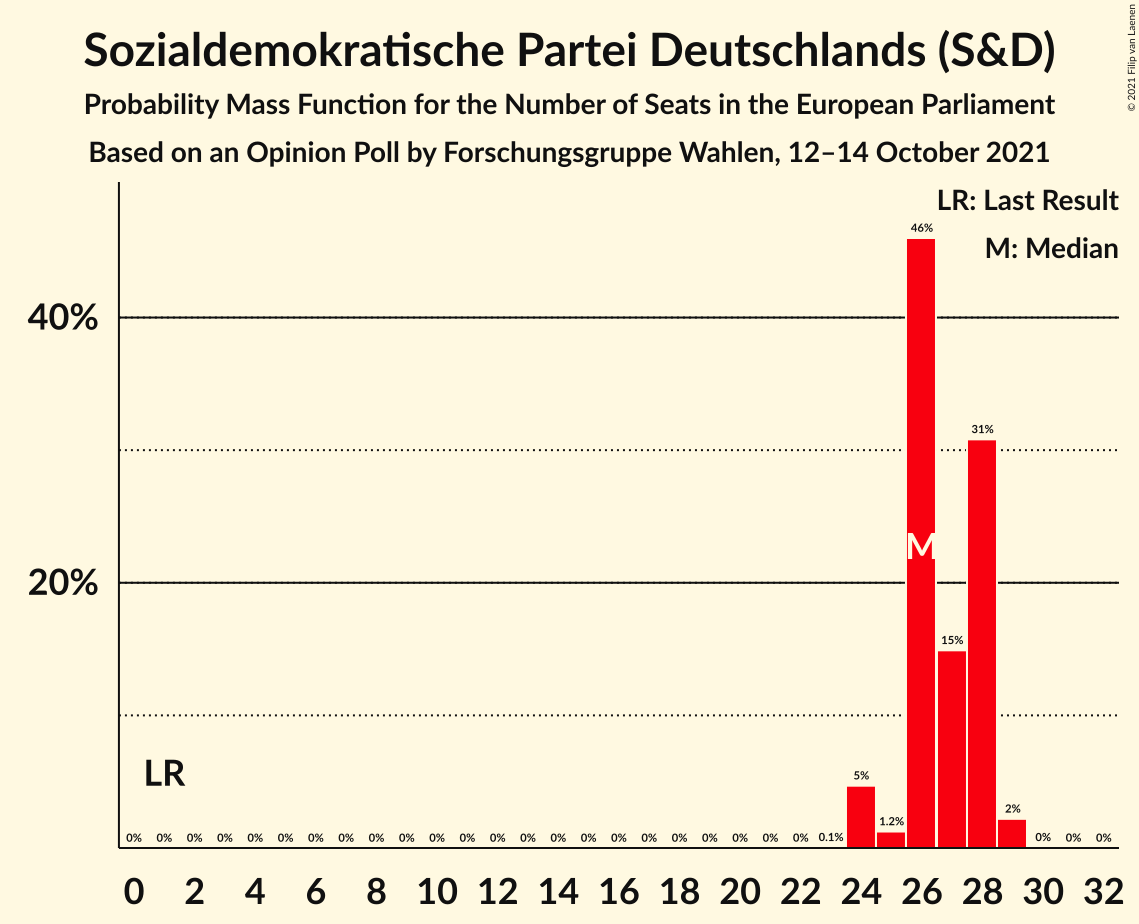 Sozialdemokratische Partei Deutschlands (S&D)
Probability Mass Function for the Number of Seats in the European Parliament
Based on an Opinion Poll by Forschungsgruppe Wahlen, 12–14 October 2021
© 2021 Filip van Laenen
LR: Last Result
M: Median
46%
40%
31%
M
20%
15%
LR
5%
1.2%
2%
0% 0% 0% 0% 0% 0% 0% 0% 0% 0% 0% 0% 0% 0% 0% 0% 0% 0% 0% 0% 0% 0% 0% 0.1% 0% 0% 0%
0 2 4 6 8 10 12 14 16 18 20 22 24 26 28 30 32